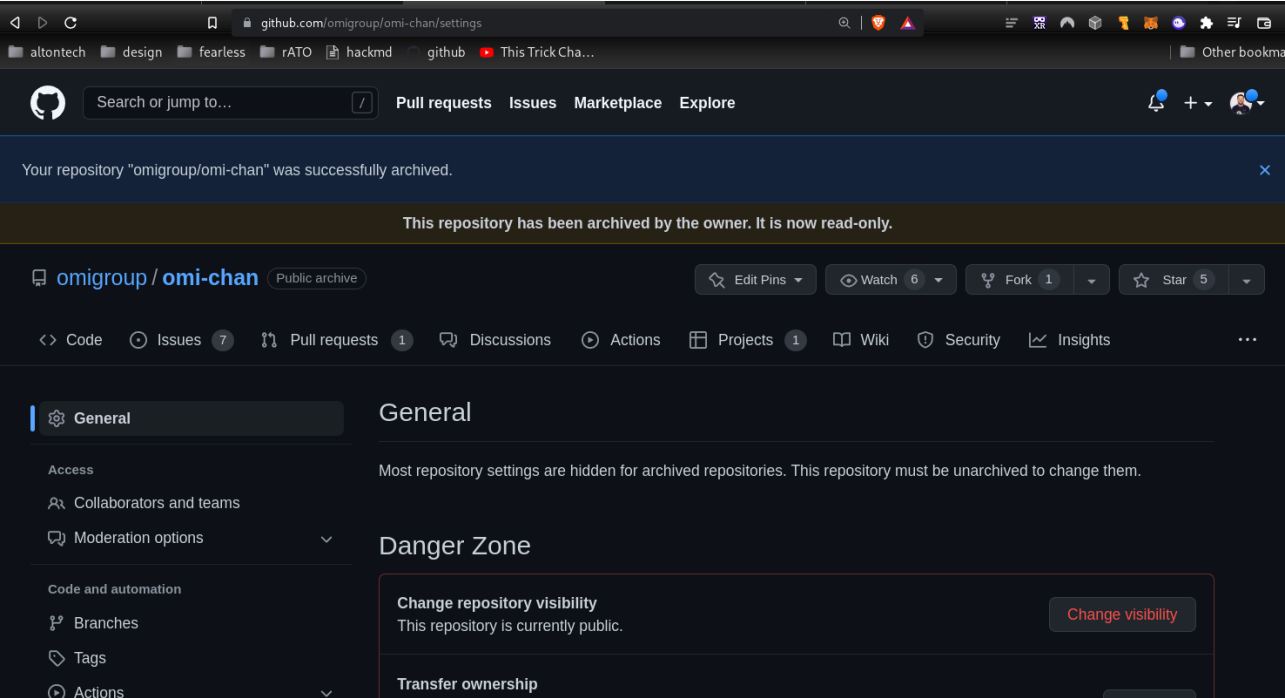 github.com/omigroup/omi-chan/settings
altontech design fearless rATO hackmd github This Trick Cha... Other bookma
Search or jump to... / Pull requests Issues Marketplace Explore
Your repository "omigroup/omi-chan" was successfully archived.
This repository has been archived by the owner. It is now read-only.
omigroup / omi-chan Public archive Edit Pins Watch 6 Fork 1 Star 5
Code Issues 7 Pull requests 1 Discussions Actions Projects 1 Wiki Security Insights
General
Access
Collaborators and teams
Moderation options
Code and automation
Branches
Tags
Actions
General
Most repository settings are hidden for archived repositories. This repository must be unarchived to change them.
Danger Zone
Change repository visibility
This repository is currently public.
Change visibility
Transfer ownership